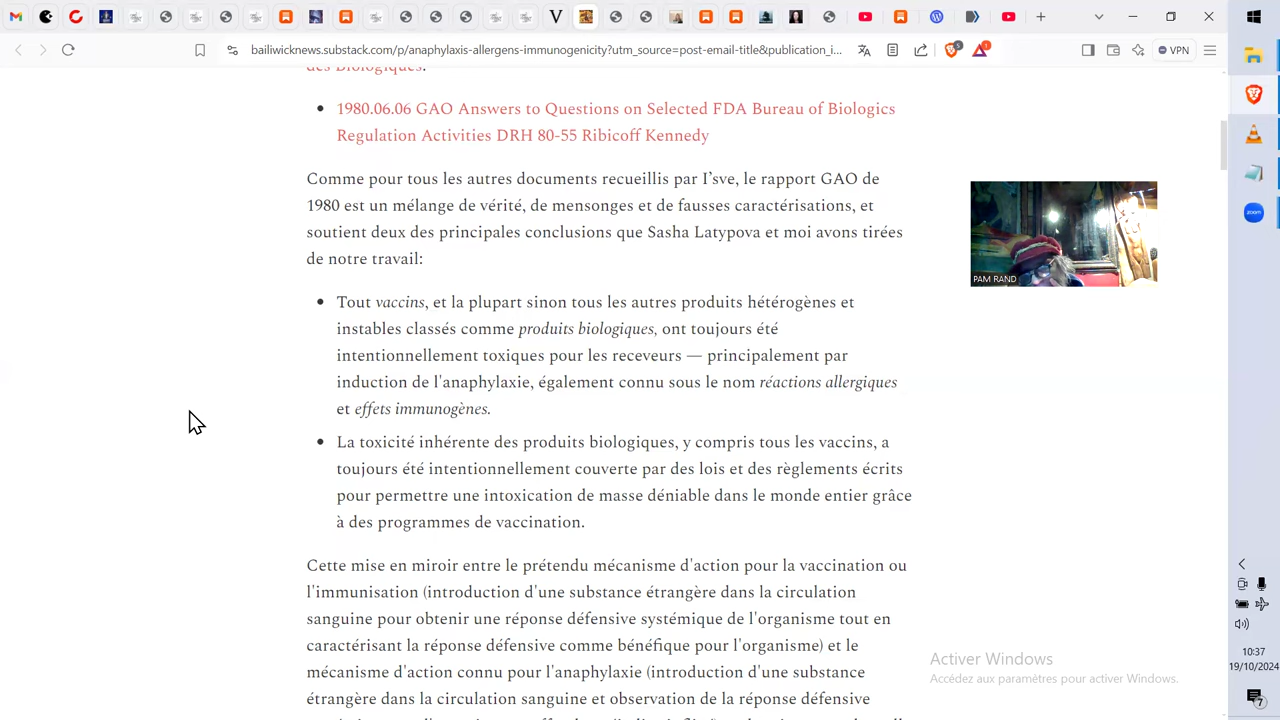 bailiwicknews.substack.com/p/anaphylaxis-allergens-immunogenicity?utm_source=post-email-title&publication_i...
5
1
VPN
des Biologiques.
1980.06.06 GAO Answers to Questions on Selected FDA Bureau of Biologics
Regulation Activities DRH 80-55 Ribicoff Kennedy
Comme pour tous les autres documents recueillis par I'sve, le rapport GAO de
1980 est un mélange de vérité, de mensonges et de fausses caractérisations, et
soutient deux des principales conclusions que Sasha Latypova et moi avons tirées
de notre travail:
PAM RAND
Tout vaccins, et la plupart sinon tous les autres produits hétérogènes et
instables classés comme produits biologiques, ont toujours été
intentionnellement toxiques pour les receveurs — principalement par
induction de l'anaphylaxie, également connu sous le nom réactions allergiques
et effets immunogènes.
La toxicité inhérente des produits biologiques, y compris tous les vaccins, a
toujours été intentionnellement couverte par des lois et des règlements écrits
pour permettre une intoxication de masse déniable dans le monde entier grâce
à des programmes de vaccination.
Cette mise en miroir entre le prétendu mécanisme d'action pour la vaccination ou
l'immunisation (introduction d'une substance étrangère dans la circulation
sanguine pour obtenir une réponse défensive systémique de l'organisme tout en
caractérisant la réponse défensive comme bénéfique pour l'organisme) et le
mécanisme d'action connu pour l'anaphylaxie (introduction d'une substance
étrangère dans la circulation sanguine et observation de la réponse défensive
Activer Windows
Accédez aux paramètres pour activer Windows.
zoom
10:37
19/10/2024
7